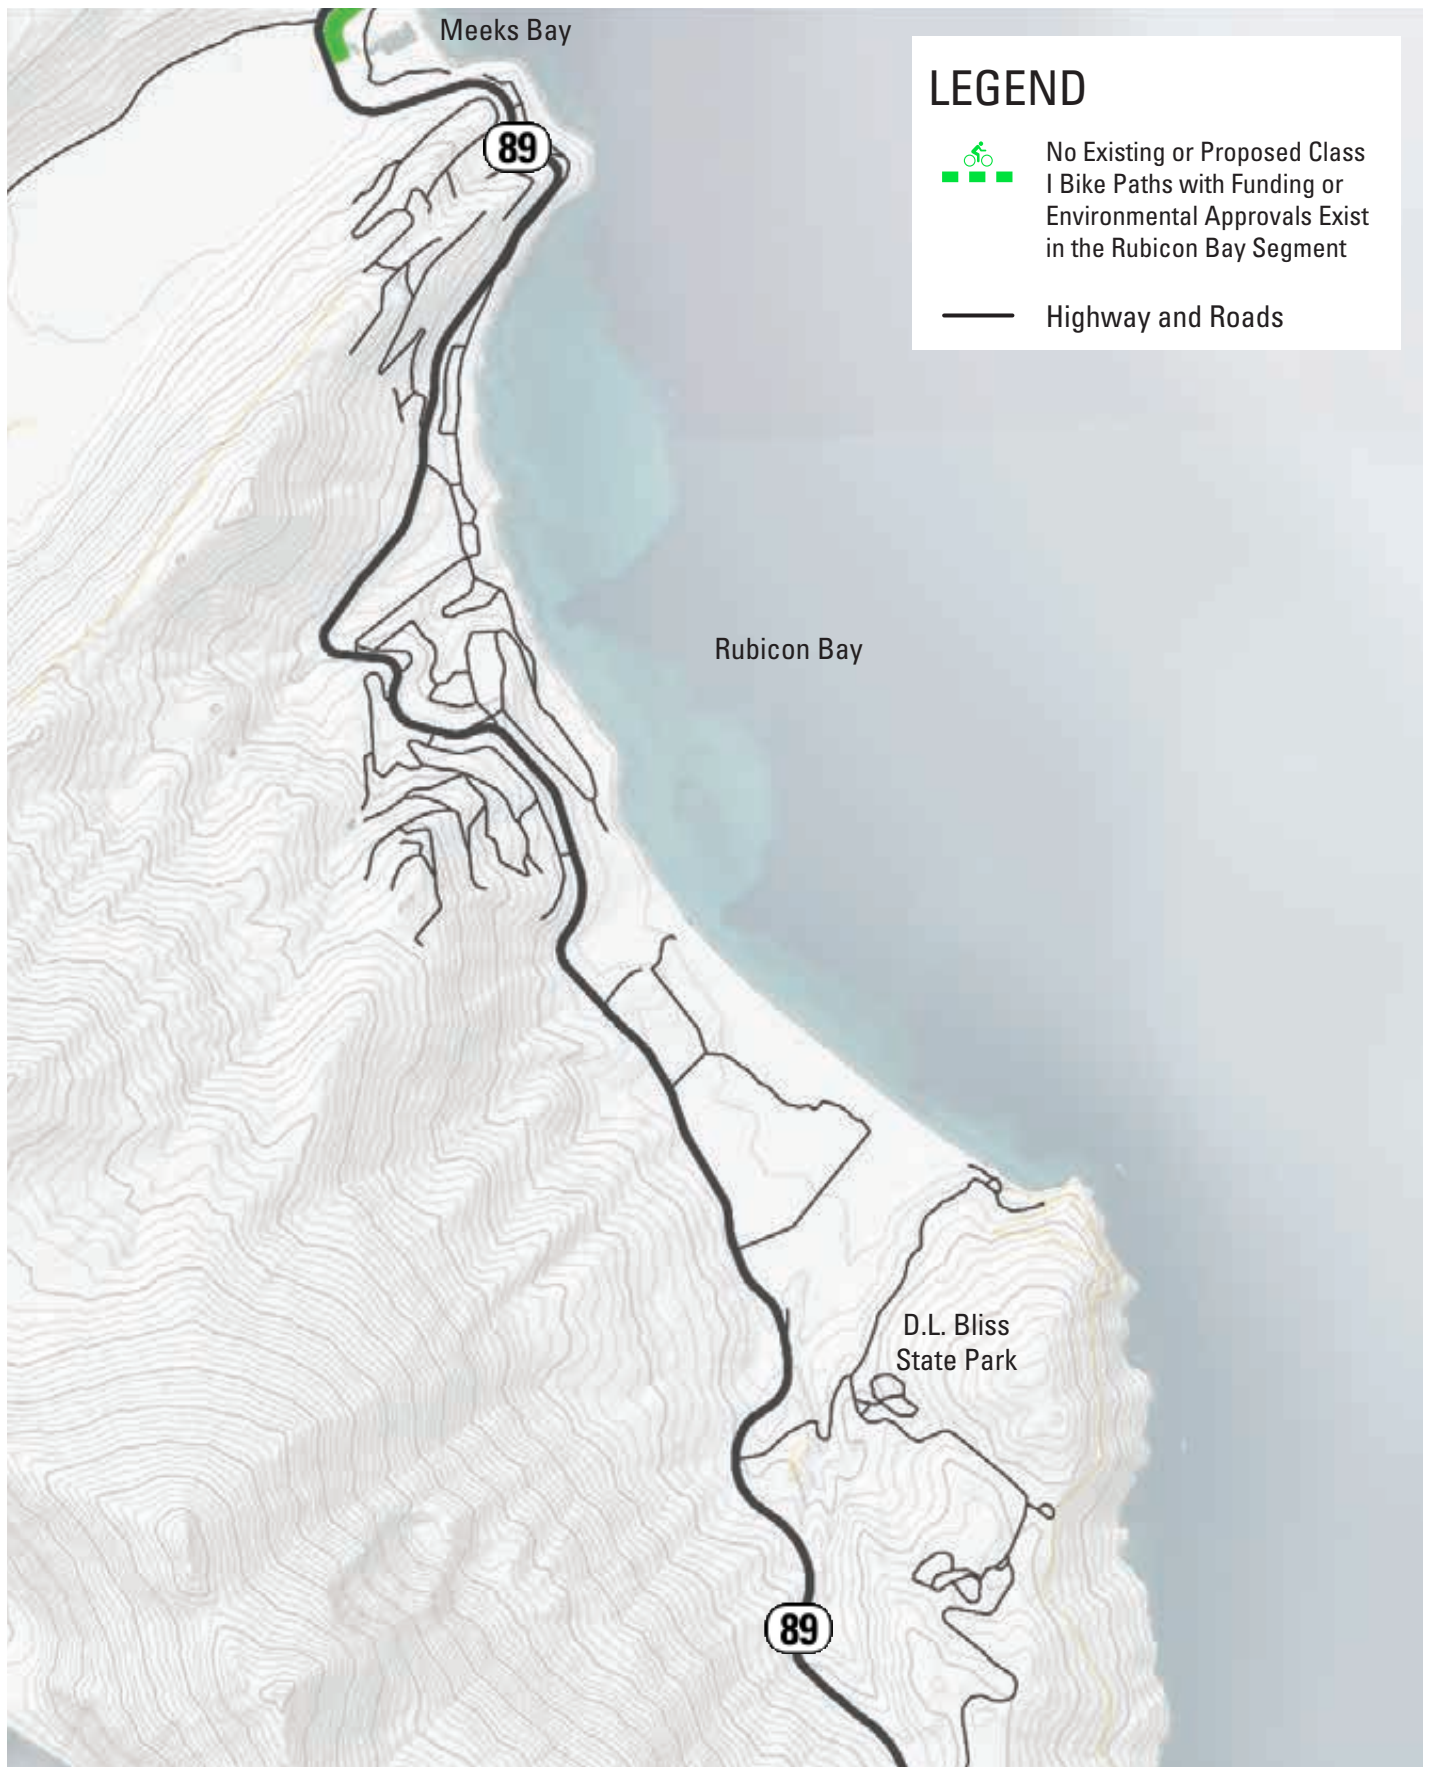 Meeks Bay
LEGEND
No Existing or Proposed Class
I Bike Paths with Funding or
Environmental Approvals Exist
in the Rubicon Bay Segment
Highway and Roads
89
Rubicon Bay
D.L. Bliss
State Park
89